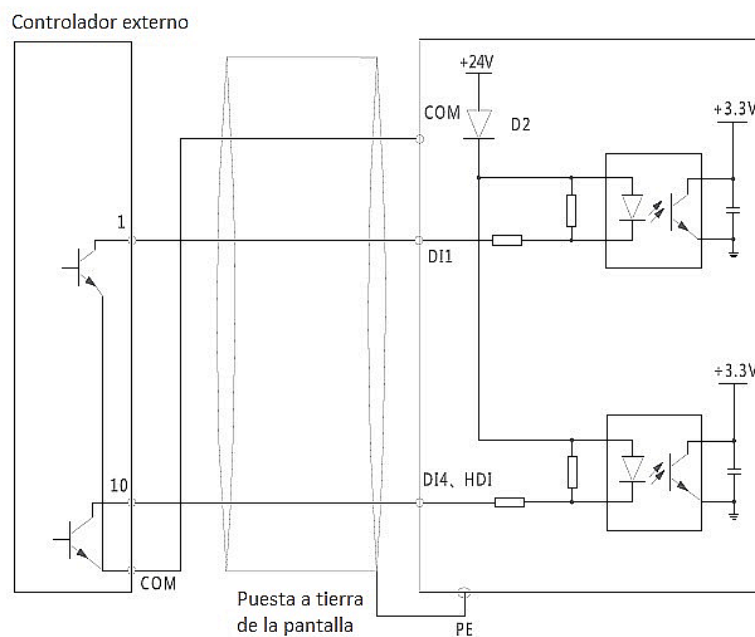 Controlador externo
+24V
COM
D2
+3.3V
1
DI1
÷3.3V
10
DI4、HDI
COM
Puesta a tierra
de la pantalla
PE